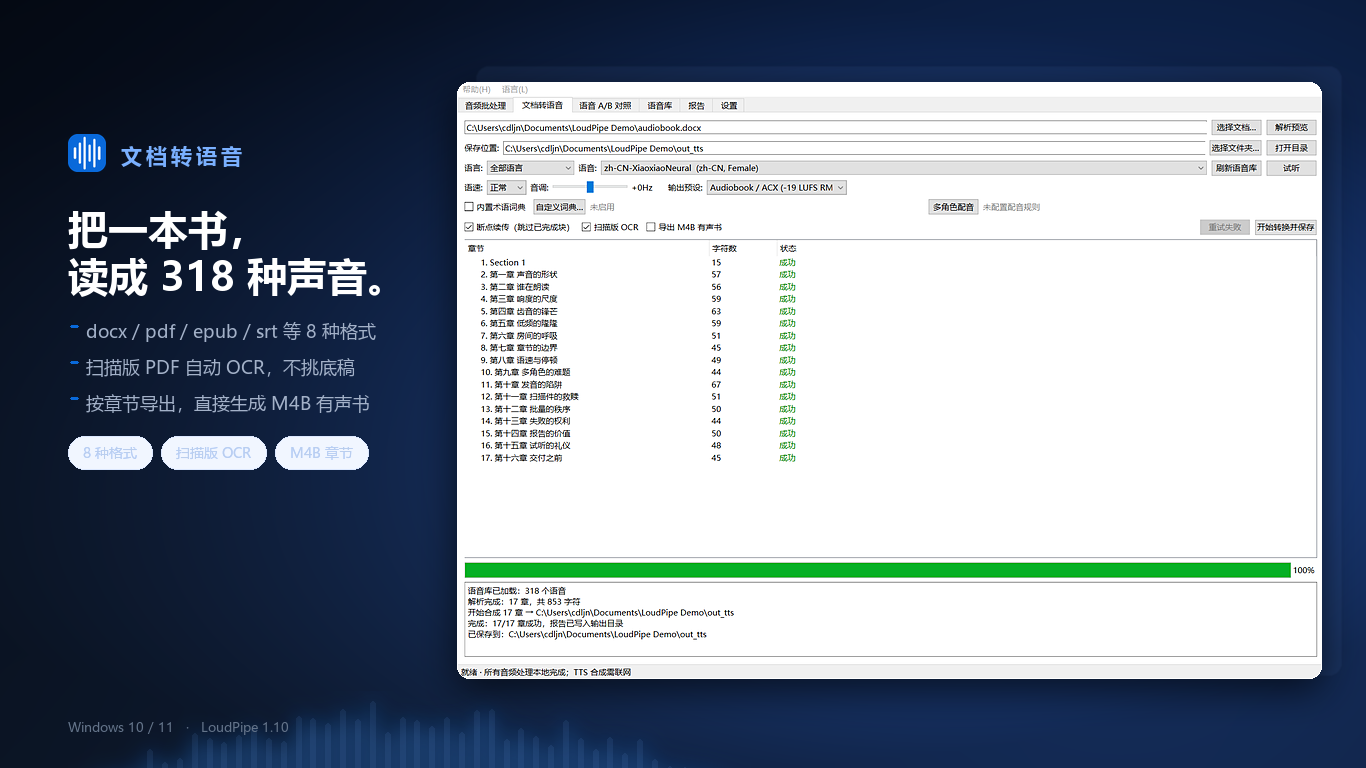 文档转语音
把一本书，
读成 318 种声音。
docx / pdf / epub / srt 等 8 种格式
扫描版 PDF 自动 OCR，不挑底稿
按章节导出，直接生成 M4B 有声书
8 种格式 扫描版 OCR M4B 章节
Windows 10 / 11 · LoudPipe 1.10
帮助(H) 语言(L)
音频批处理 文档转语音 语音 A/B 对照 语音库 报告 设置
C:\Users\cdljn\Documents\LoudPipe Demo\audiobook.docx 选择文档... 解析预览
保存位置: C:\Users\cdljn\Documents\LoudPipe Demo\out_tts 选择文件夹... 打开目录
语言: 全部语言 语音: zh-CN-XiaoxiaoNeural (zh-CN, Female) 刷新语音库 试听
语速: 正常 音调: +0Hz 输出预设: Audiobook / ACX (-19 LUFS RM
内置术语词典 自定义词典... 未启用 多角色配音 未配置配音规则
断点续传（跳过已完成块） 扫描版 OCR 导出 M4B 有声书 重试失败 开始转换并保存
章节 字符数 状态
1. Section 1 15 成功
2. 第一章 声音的形状 57 成功
3. 第二章 谁在朗读 56 成功
4. 第三章 响度的尺度 59 成功
5. 第四章 齿音的锋芒 63 成功
6. 第五章 低频的隆隆 59 成功
7. 第六章 房间的呼吸 51 成功
8. 第七章 章节的边界 45 成功
9. 第八章 语速与停顿 49 成功
10. 第九章 多角色的难题 44 成功
11. 第十章 发音的陷阱 67 成功
12. 第十一章 扫描件的救赎 51 成功
13. 第十二章 批量的秩序 50 成功
14. 第十三章 失败的权利 44 成功
15. 第十四章 报告的价值 50 成功
16. 第十五章 试听的礼仪 48 成功
17. 第十六章 交付之前 45 成功
100%
语音库已加载：318 个语音
解析完成：17 章，共 853 字符
开始合成 17 章 → C:\Users\cdljn\Documents\LoudPipe Demo\out_tts
完成：17/17 章成功，报告已写入输出目录
已保存到：C:\Users\cdljn\Documents\LoudPipe Demo\out_tts
就绪 · 所有音频处理本地完成；TTS 合成需联网